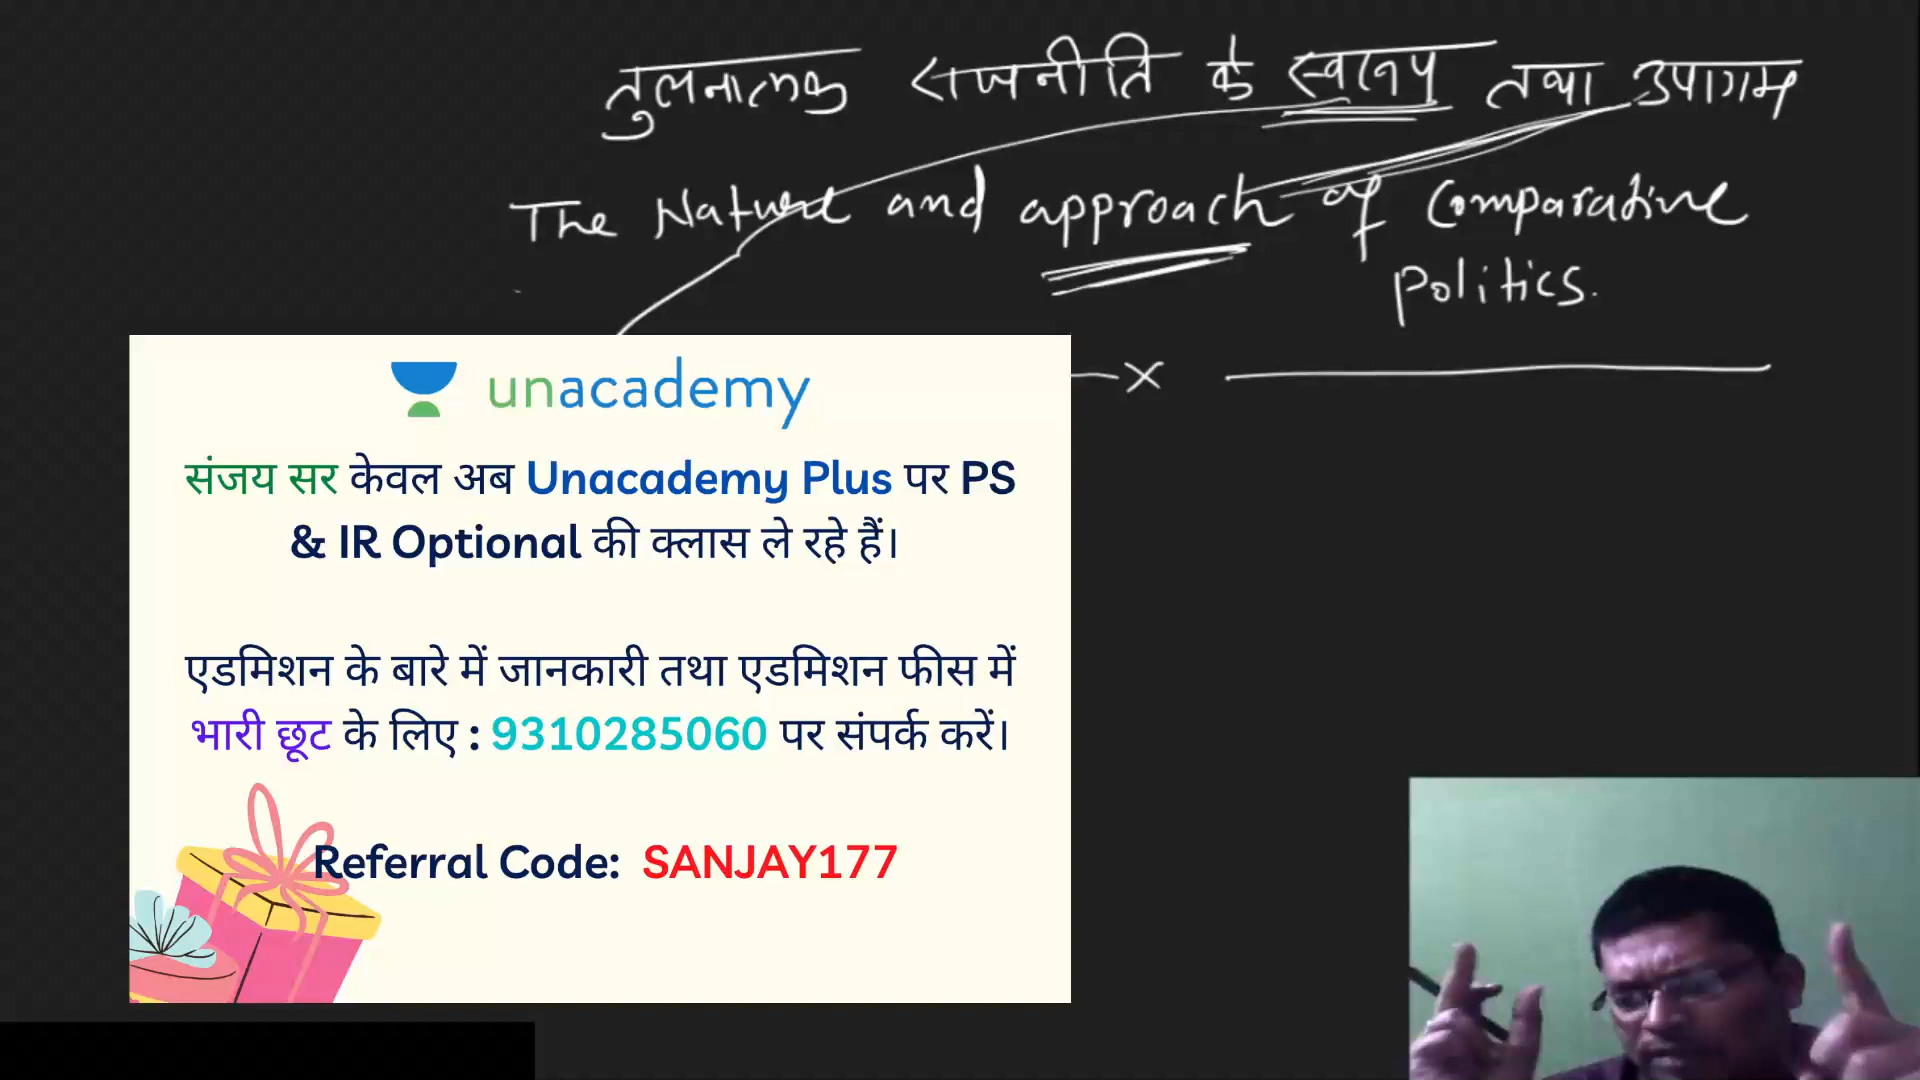 तुलनात्मक राजनीति के स्वरूप तथा उपागम
The Nature and approach of Comparative
politics.
x
unacademy
संजय सर केवल अब Unacademy Plus पर PS
& IR Optional की क्लास ले रहे हैं।
एडमिशन के बारे में जानकारी तथा एडमिशन फीस में
भारी छूट के लिए : 9310285060 पर संपर्क करें।
Referral Code: SANJAY177